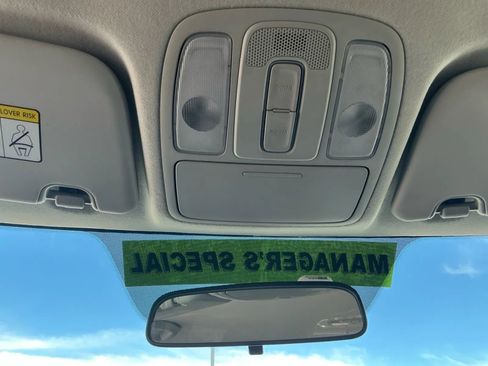 LOVER RISK
MANAGER'S SPECIAL